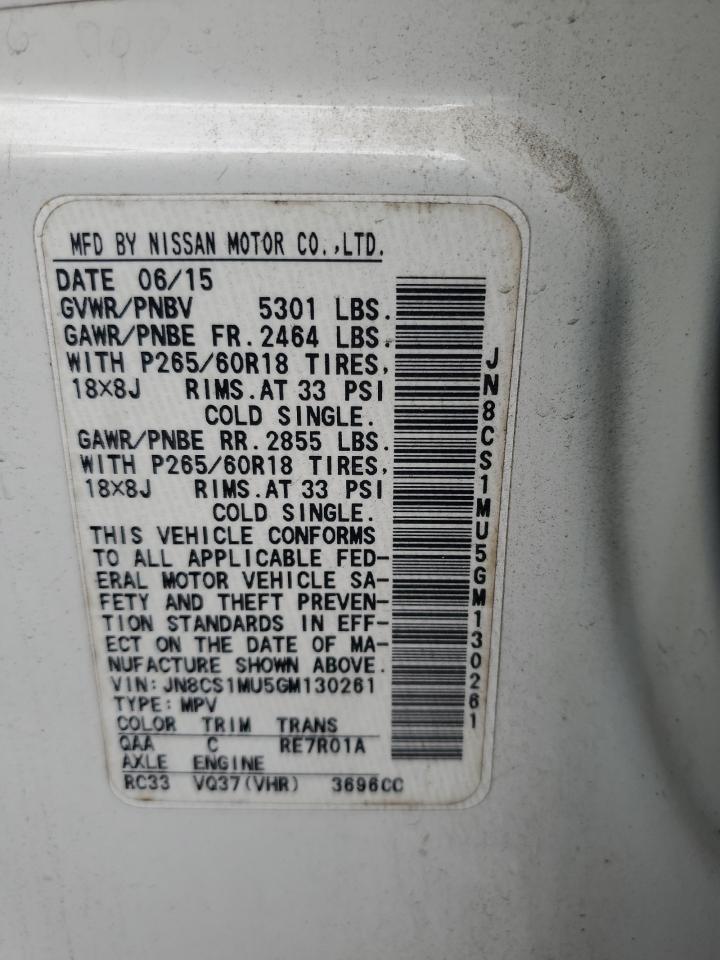 MFD BY NISSAN MOTOR CO.,LTD.
DATE 06/15
GVWR/PNBV 5301 LBS.
GAWR/PNBE FR. 2464 LBS.
WITH P265/60R18 TIRES,
18×8J RIMS. AT 33 PSI
COLD SINGLE.
GAWR/PNBE RR. 2855 LBS.
WITH P265/60R18 TIRES,
18×8J RIMS. AT 33 PSI
COLD SINGLE.
THIS VEHICLE CONFORMS
TO ALL APPLICABLE FED-
ERAL MOTOR VEHICLE SA-
FETY AND THEFT PREVEN-
TION STANDARDS IN EFF-
ECT ON THE DATE OF MA-
NUFACTURE SHOWN ABOVE.
VIN: JN8CS1MU5GM130261
TYPE: MPV
COLOR TRIM TRANS
QAA C RE7R01A
AXLE ENGINE
RC33 VQ37(VHR) 3696CC
JN8CS1MU5GM130261